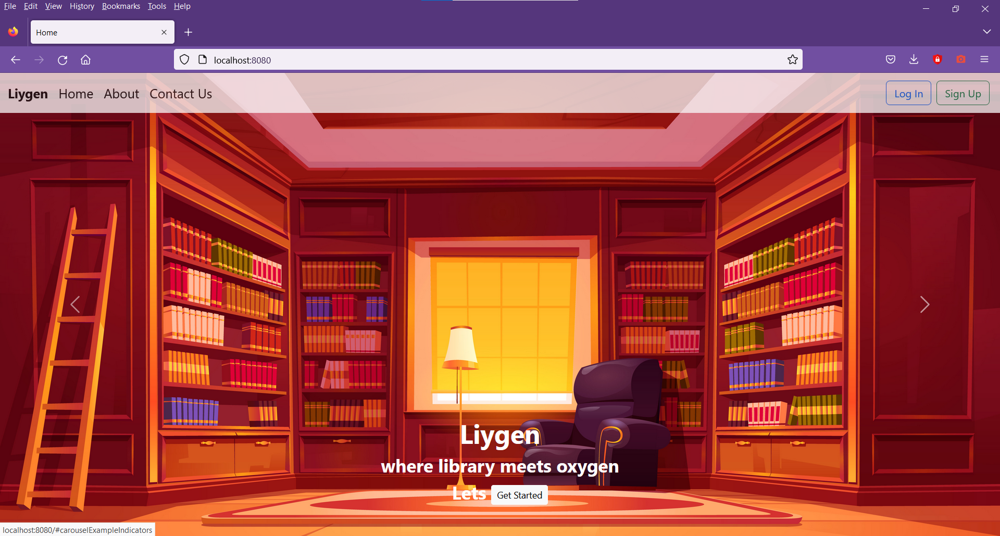 File Edit View History Bookmarks Tools Help
Home
localhost:8080
Liygen Home About Contact Us Log In Sign Up
Liygen
where library meets oxygen
Lets Get Started
localhost:8080/#carouselExampleIndicators